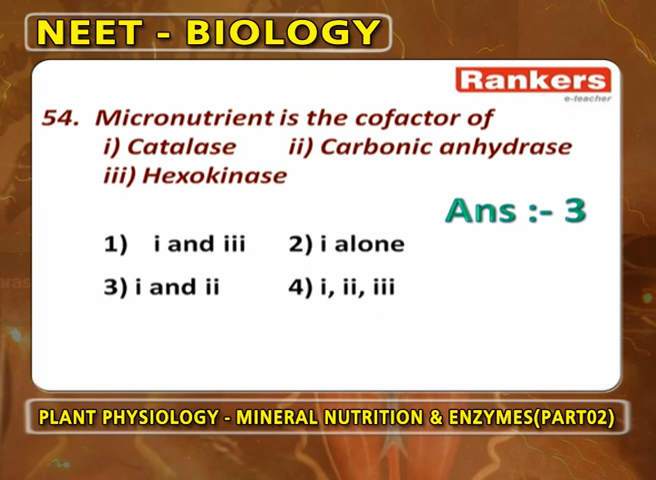 NEET - BIOLOGY
Rankers
e-teacher
54. Micronutrient is the cofactor of
i) Catalase ii) Carbonic anhydrase
iii) Hexokinase
Ans :- 3
1) i and iii 2) i alone
3) i and ii 4) i, ii, iii
PLANT PHYSIOLOGY - MINERAL NUTRITION & ENZYMES(PART02)